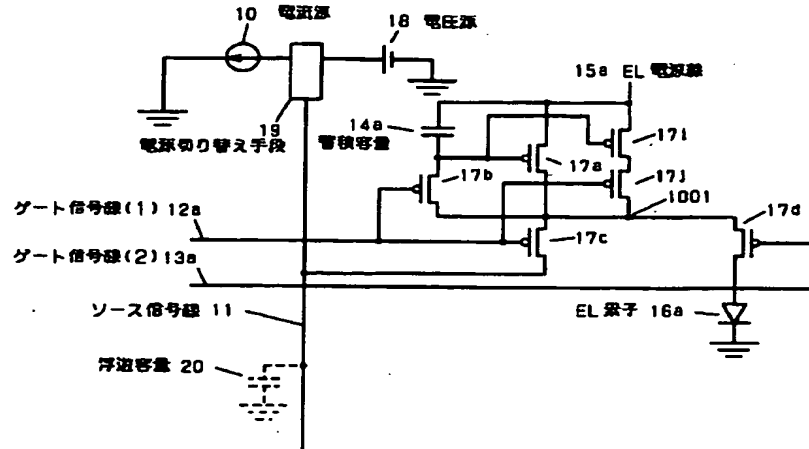 10 電流源
18 電圧源
15a EL 電源線
19
電源切り替え手段
14a
蓄積容量
17i
17a
17j
17b
1001
17d
ゲート信号線(1) 12a
17c
ゲート信号線(2) 13a
ソース信号線 11
EL 素子 16a
浮遊容量 20